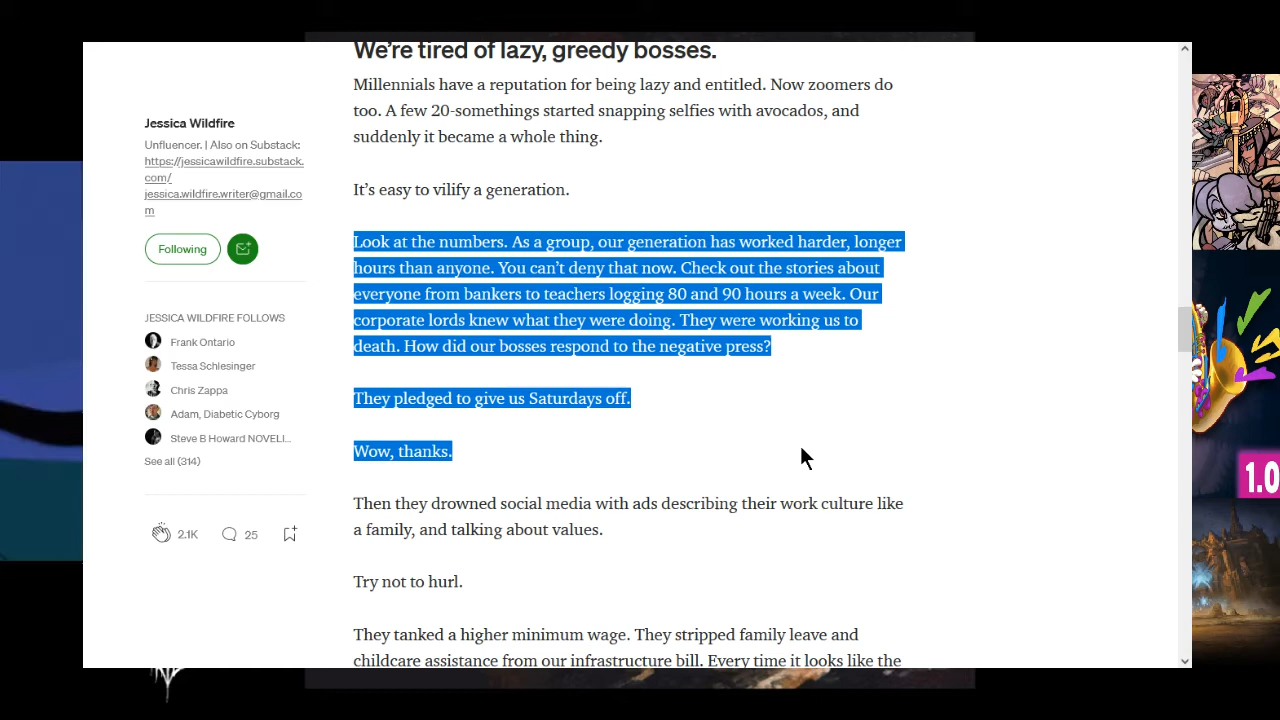 We're tired of lazy, greedy bosses.
Millennials have a reputation for being lazy and entitled. Now zoomers do
too. A few 20-somethings started snapping selfies with avocados, and
suddenly it became a whole thing.
It's easy to vilify a generation.
Look at the numbers. As a group, our generation has worked harder, longer
hours than anyone. You can't deny that now. Check out the stories about
everyone from bankers to teachers logging 80 and 90 hours a week. Our
corporate lords knew what they were doing. They were working us to
death. How did our bosses respond to the negative press?
They pledged to give us Saturdays off.
Wow, thanks.
Then they drowned social media with ads describing their work culture like
a family, and talking about values.
Try not to hurl.
They tanked a higher minimum wage. They stripped family leave and
childcare assistance from our infrastructure bill. Every time it looks like the
Jessica Wildfire
Unfluencer. | Also on Substack:
https://jessicawildfire.substack.
com/
jessica.wildfire.writer@gmail.co
m
Following
JESSICA WILDFIRE FOLLOWS
Frank Ontario
Tessa Schlesinger
Chris Zappa
Adam, Diabetic Cyborg
Steve B Howard NOVELI...
See all (314)
2.1K
25
1.0